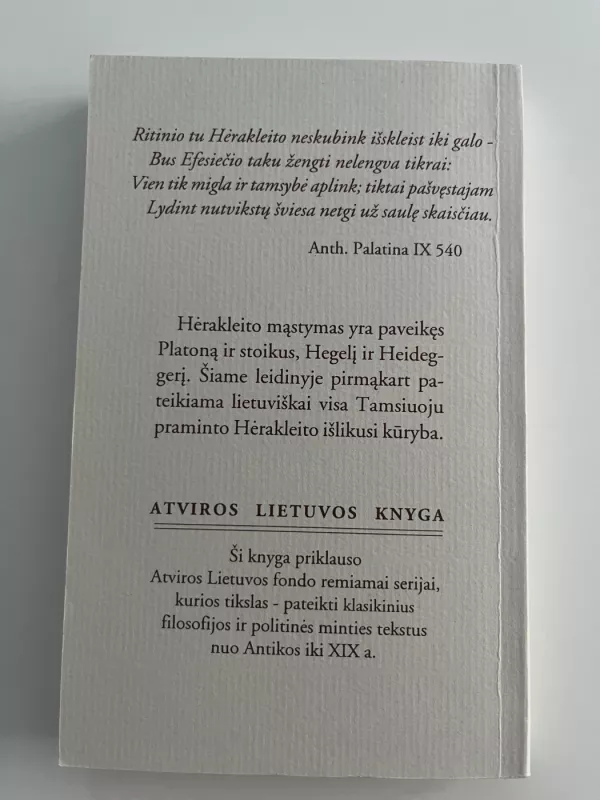 Ritinio tu Hėrakleito neskubink išskleist iki galo -
Bus Efesiečio taku žengti nelengva tikrai:
Vien tik migla ir tamsybė aplink; tiktai pašvęstajam
Lydint nutvikstų šviesa netgi už saulę skaisčiau.
Anth. Palatina IX 540
Hėrakleito mąstymas yra paveikęs
Platoną ir stoikus, Hegelį ir Heideg-
gerį. Šiame leidinyje pirmąkart pa-
teikiama lietuviškai visa Tamsiuoju
praminto Hėrakleito išlikusi kūryba.
ATVIROS LIETUVOS KNYGA
Ši knyga priklauso
Atviros Lietuvos fondo remiamai serijai,
kurios tikslas - pateikti klasikinius
filosofijos ir politinės minties tekstus
nuo Antikos iki XIX a.